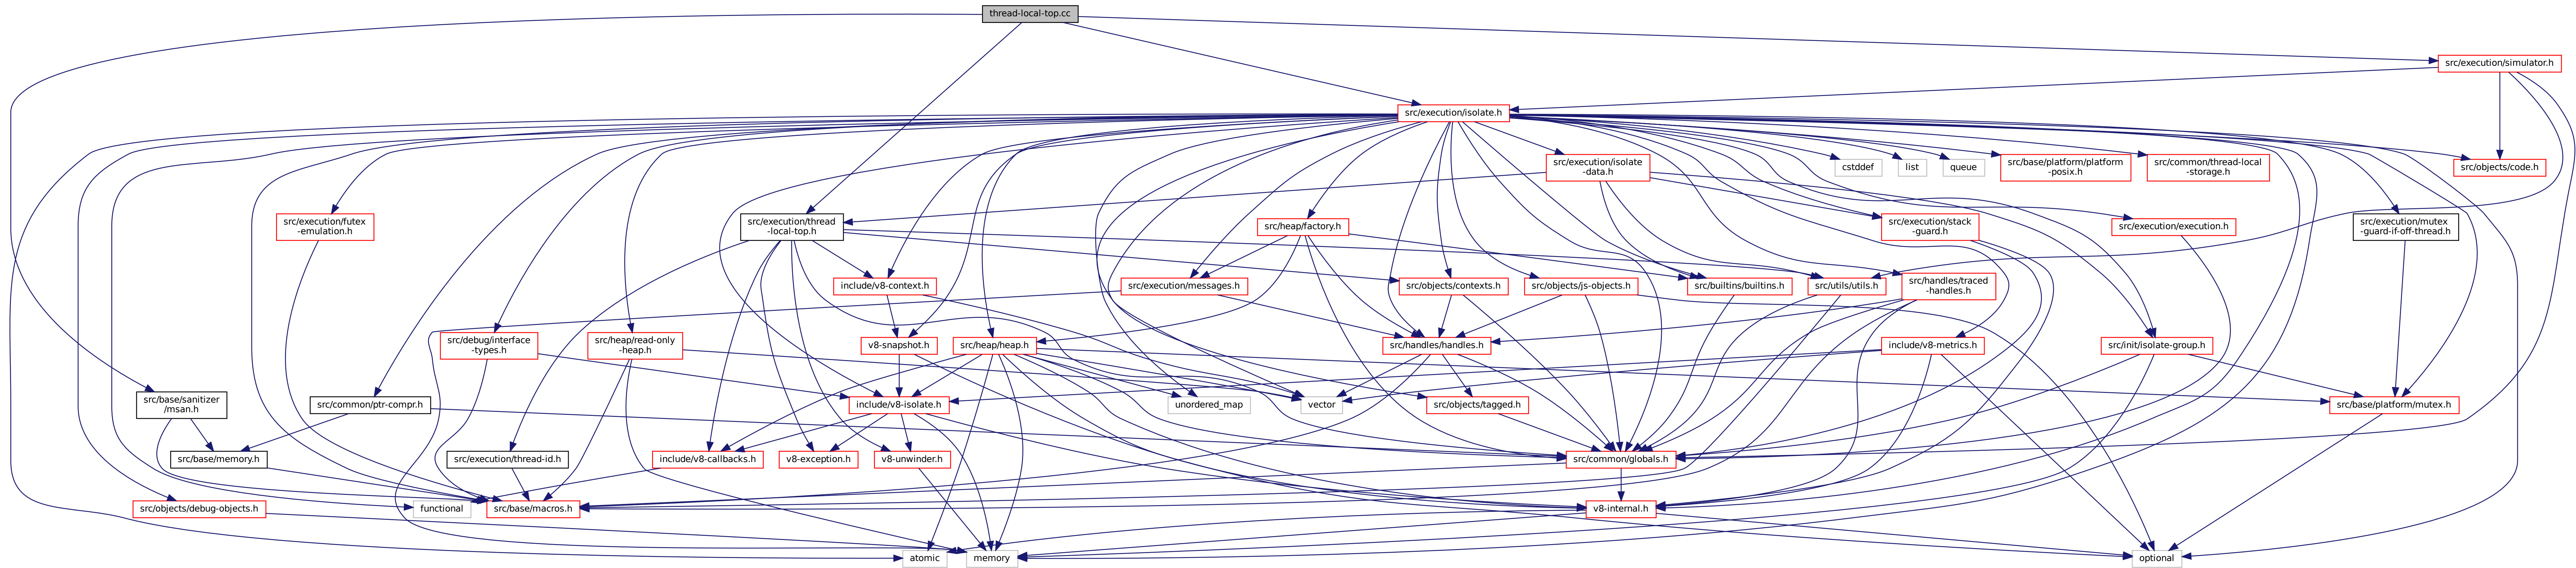 thread-local-top.cc
src/execution/simulator.h
src/execution/isolate.h
src/execution/isolate
-data.h
cstddef
list
queue
src/base/platform/platform
-posix.h
src/common/thread-local
-storage.h
src/objects/code.h
src/execution/futex
-emulation.h
src/execution/thread
-local-top.h
src/heap/factory.h
src/execution/stack
-guard.h
src/execution/execution.h
src/execution/mutex
-guard-if-off-thread.h
include/v8-context.h
src/execution/messages.h
src/objects/contexts.h
src/objects/js-objects.h
src/builtins/builtins.h
src/utils/utils.h
src/handles/traced
-handles.h
src/debug/interface
-types.h
src/heap/read-only
-heap.h
v8-snapshot.h
src/heap/heap.h
src/handles/handles.h
include/v8-metrics.h
src/init/isolate-group.h
src/base/sanitizer
/msan.h
src/common/ptr-compr.h
include/v8-isolate.h
unordered_map
vector
src/objects/tagged.h
src/base/platform/mutex.h
src/base/memory.h
src/execution/thread-id.h
include/v8-callbacks.h
v8-exception.h
v8-unwinder.h
src/common/globals.h
src/objects/debug-objects.h
functional
src/base/macros.h
v8-internal.h
atomic
memory
optional